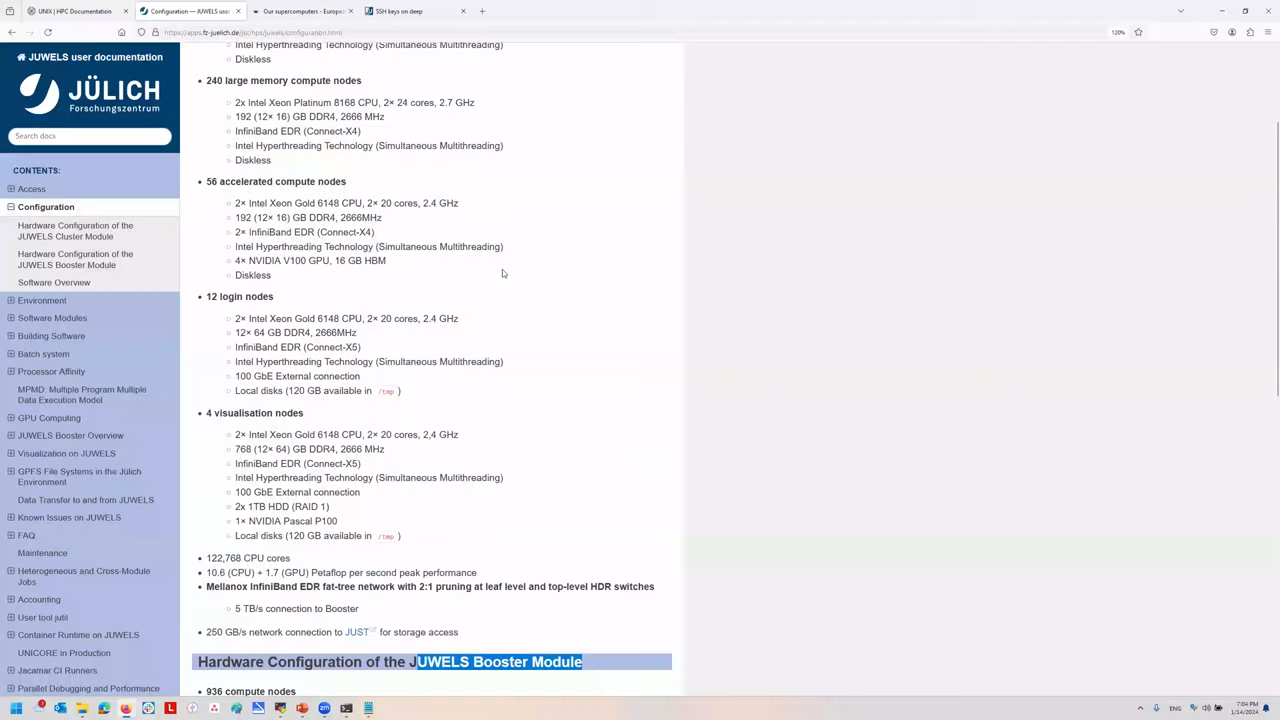 UNIX | HPC Documentation
Configuration — JUWELS user
Our supercomputers - Europea
SSH keys on deep
https://apps.fz-juelich.de/jsc/hps/juwels/configuration.html
120%
JUWELS user documentation
JÜLICH
Forschungszentrum
Search docs
CONTENTS:
Access
Configuration
Hardware Configuration of the
JUWELS Cluster Module
Hardware Configuration of the
JUWELS Booster Module
Software Overview
Environment
Software Modules
Building Software
Batch system
Processor Affinity
MPMD: Multiple Program Multiple
Data Execution Model
GPU Computing
JUWELS Booster Overview
Visualization on JUWELS
GPFS File Systems in the Jülich
Environment
Data Transfer to and from JUWELS
Known Issues on JUWELS
FAQ
Maintenance
Heterogeneous and Cross-Module
Jobs
Accounting
User tool jutil
Container Runtime on JUWELS
UNICORE in Production
Jacamar CI Runners
Parallel Debugging and Performance
Intel Hyperthreading Technology (Simultaneous Multithreading)
Diskless
240 large memory compute nodes
2x Intel Xeon Platinum 8168 CPU, 2× 24 cores, 2.7 GHz
192 (12× 16) GB DDR4, 2666 MHz
InfiniBand EDR (Connect-X4)
Intel Hyperthreading Technology (Simultaneous Multithreading)
Diskless
56 accelerated compute nodes
2× Intel Xeon Gold 6148 CPU, 2× 20 cores, 2.4 GHz
192 (12× 16) GB DDR4, 2666MHz
2× InfiniBand EDR (Connect-X4)
Intel Hyperthreading Technology (Simultaneous Multithreading)
4× NVIDIA V100 GPU, 16 GB HBM
Diskless
12 login nodes
2× Intel Xeon Gold 6148 CPU, 2× 20 cores, 2.4 GHz
12× 64 GB DDR4, 2666MHz
InfiniBand EDR (Connect-X5)
Intel Hyperthreading Technology (Simultaneous Multithreading)
100 GbE External connection
Local disks (120 GB available in /tmp )
4 visualisation nodes
2× Intel Xeon Gold 6148 CPU, 2× 20 cores, 2,4 GHz
768 (12× 64) GB DDR4, 2666 MHz
InfiniBand EDR (Connect-X5)
Intel Hyperthreading Technology (Simultaneous Multithreading)
100 GbE External connection
2x 1TB HDD (RAID 1)
1× NVIDIA Pascal P100
Local disks (120 GB available in /tmp )
122,768 CPU cores
10.6 (CPU) + 1.7 (GPU) Petaflop per second peak performance
Mellanox InfiniBand EDR fat-tree network with 2:1 pruning at leaf level and top-level HDR switches
5 TB/s connection to Booster
250 GB/s network connection to JUST for storage access
Hardware Configuration of the JUWELS Booster Module
936 compute nodes
ENG
7:04 PM
1/14/2024